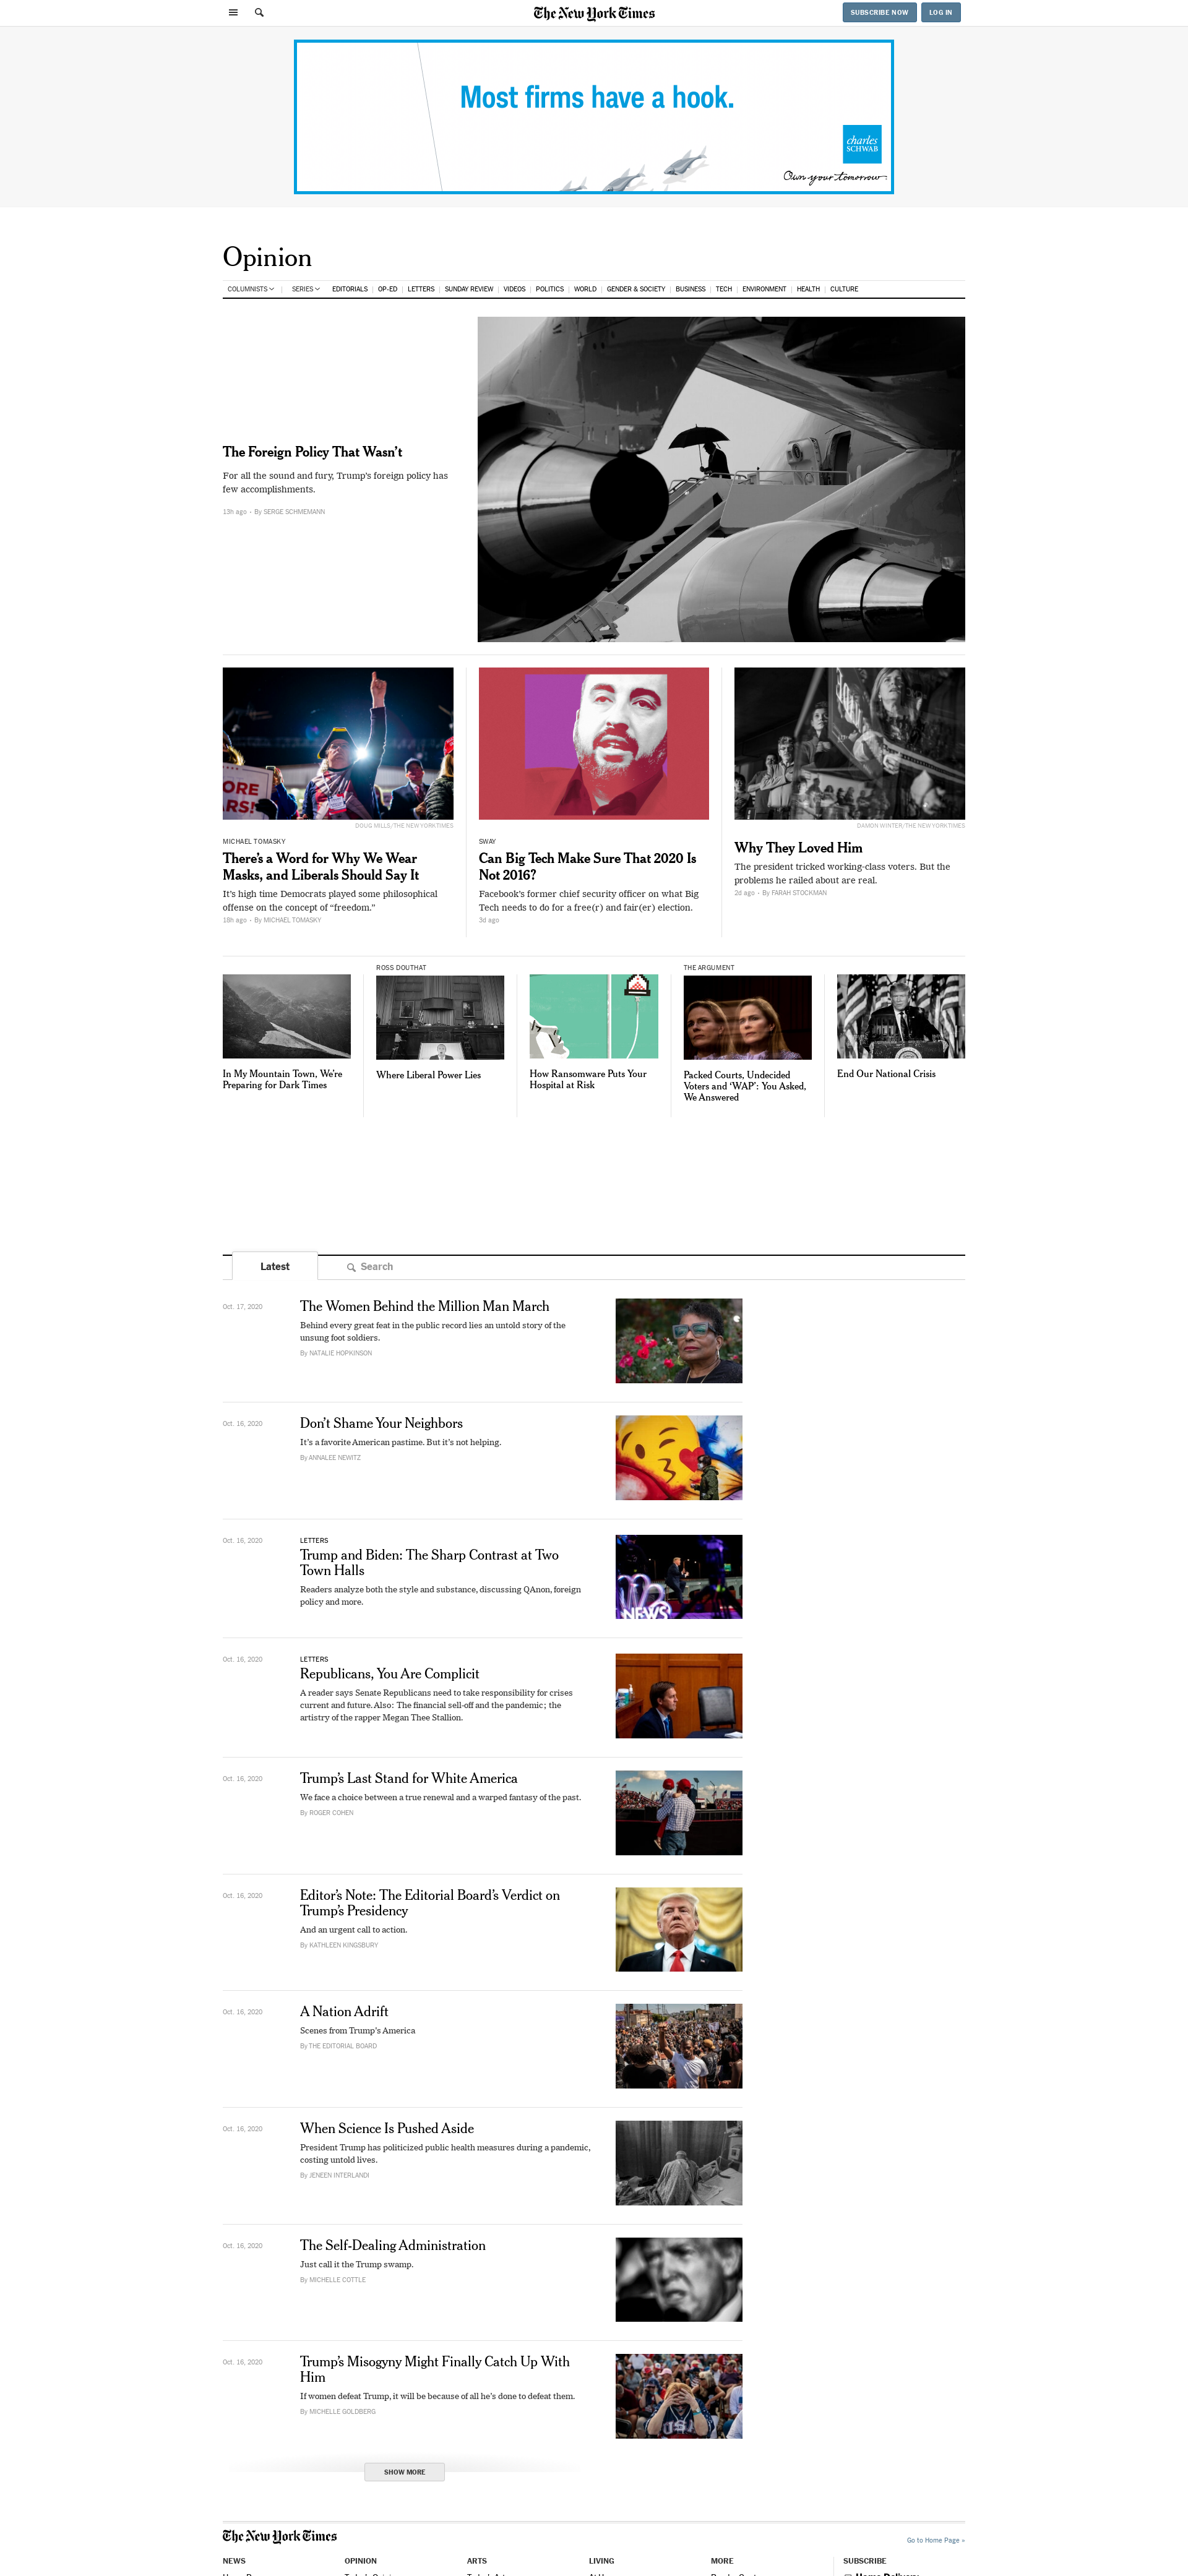 The New York Times
SUBSCRIBE NOW
LOG IN
Most firms have a hook.
charles
SCHWAB
Own your tomorrow.
Opinion
COLUMNISTS
SERIES
EDITORIALS
OP-ED
LETTERS
SUNDAY REVIEW
VIDEOS
POLITICS
WORLD
GENDER & SOCIETY
BUSINESS
TECH
ENVIRONMENT
HEALTH
CULTURE
The Foreign Policy That Wasn't
For all the sound and fury, Trump's foreign policy has
few accomplishments.
13h ago · By SERGE SCHMEMANN
DOUG MILLS/THE NEW YORK TIMES
MICHAEL TOMASKY
There's a Word for Why We Wear
Masks, and Liberals Should Say It
It's high time Democrats played some philosophical
offense on the concept of “freedom.”
18h ago · By MICHAEL TOMASKY
SWAY
Can Big Tech Make Sure That 2020 Is
Not 2016?
Facebook's former chief security officer on what Big
Tech needs to do for a free(r) and fair(er) election.
3d ago
DAMON WINTER/THE NEW YORK TIMES
Why They Loved Him
The president tricked working-class voters. But the
problems he railed about are real.
2d ago · By FARAH STOCKMAN
In My Mountain Town, We're
Preparing for Dark Times
ROSS DOUTHAT
Where Liberal Power Lies
How Ransomware Puts Your
Hospital at Risk
THE ARGUMENT
Packed Courts, Undecided
Voters and ‘WAP’: You Asked,
We Answered
End Our National Crisis
Latest
Search
Oct. 17, 2020
The Women Behind the Million Man March
Behind every great feat in the public record lies an untold story of the
unsung foot soldiers.
By NATALIE HOPKINSON
Oct. 16, 2020
Don't Shame Your Neighbors
It's a favorite American pastime. But it's not helping.
By ANNALEE NEWITZ
Oct. 16, 2020
LETTERS
Trump and Biden: The Sharp Contrast at Two
Town Halls
Readers analyze both the style and substance, discussing QAnon, foreign
policy and more.
NEWS
Oct. 16, 2020
LETTERS
Republicans, You Are Complicit
A reader says Senate Republicans need to take responsibility for crises
current and future. Also: The financial sell-off and the pandemic; the
artistry of the rapper Megan Thee Stallion.
Oct. 16, 2020
Trump's Last Stand for White America
We face a choice between a true renewal and a warped fantasy of the past.
By ROGER COHEN
Oct. 16, 2020
Editor's Note: The Editorial Board's Verdict on
Trump's Presidency
And an urgent call to action.
By KATHLEEN KINGSBURY
Oct. 16, 2020
A Nation Adrift
Scenes from Trump's America
By THE EDITORIAL BOARD
Oct. 16, 2020
When Science Is Pushed Aside
President Trump has politicized public health measures during a pandemic,
costing untold lives.
By JENEEN INTERLANDI
Oct. 16, 2020
The Self-Dealing Administration
Just call it the Trump swamp.
By MICHELLE COTTLE
Oct. 16, 2020
Trump's Misogyny Might Finally Catch Up With
Him
If women defeat Trump, it will be because of all he's done to defeat them.
By MICHELLE GOLDBERG
USA
SHOW MORE
The New York Times
Go to Home Page »
NEWS
OPINION
ARTS
LIVING
MORE
SUBSCRIBE